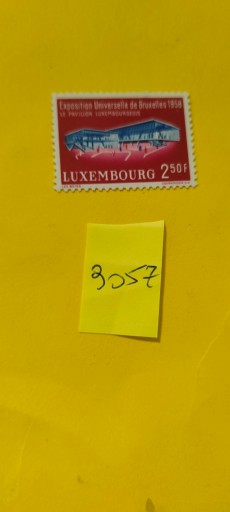 Exposition Universelle de Bruxelles 1958
LE PAVILLON LUXEMBOURGEOIS
LUXEMBOURG 2.50F
3057